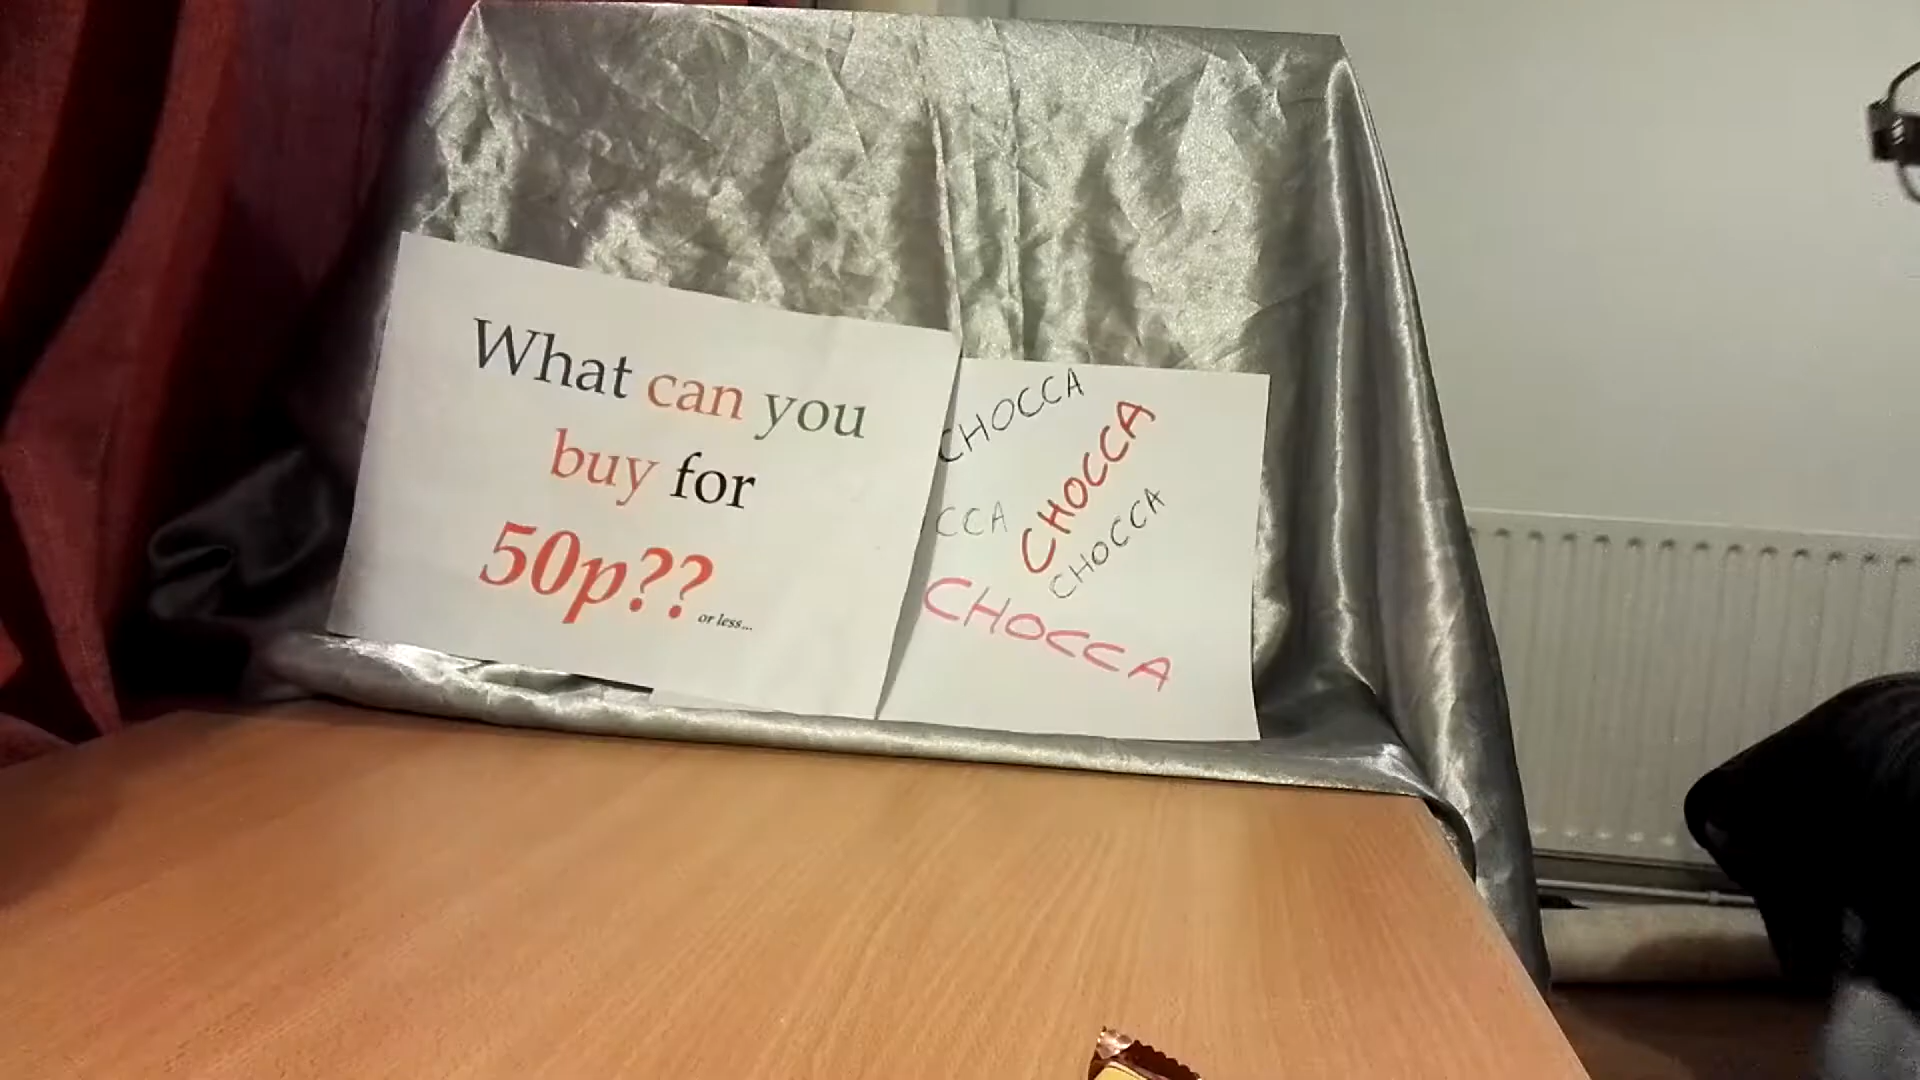 What can you
buy for
50p?? or less...
CHOCCA
CHOCCA
CCA
CHOCCA
CHOCCA